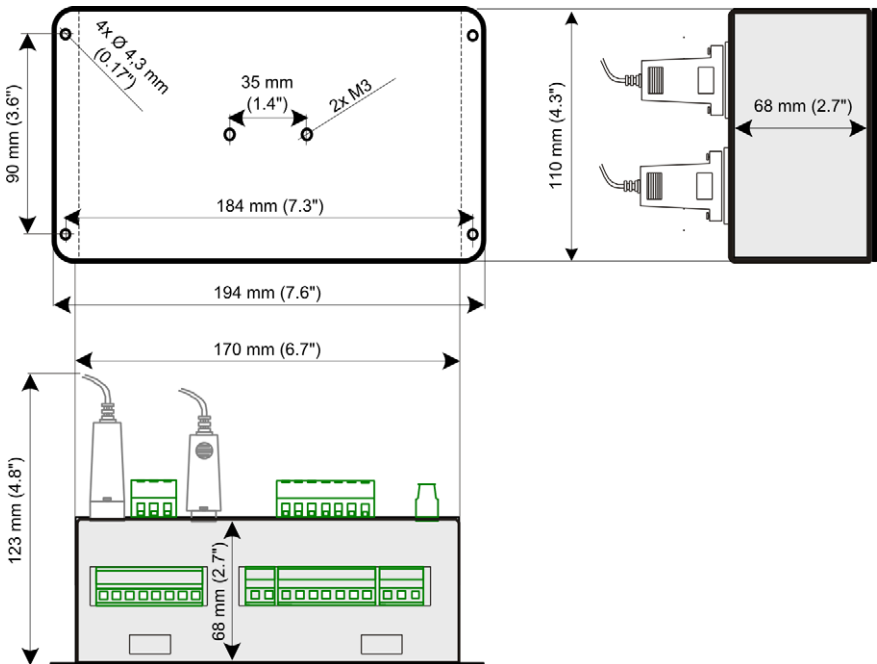 4x Ø 4,3 mm
(0.17")
35 mm
(1.4")
2x M3
90 mm (3.6")
184 mm (7.3")
110 mm (4.3")
68 mm (2.7")
194 mm (7.6")
170 mm (6.7")
123 mm (4.8")
68 mm (2.7")